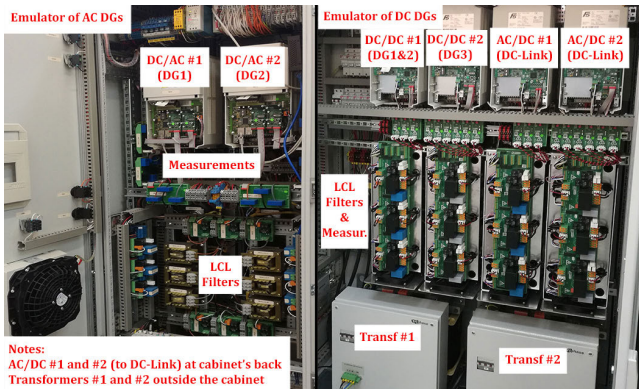 Emulator of AC DGs
DC/AC #1
(DG1)
DC/AC #2
(DG2)
Measurements
LCL
Filters
Notes:
AC/DC #1 and #2 (to DC-Link) at cabinet's back
Transformers #1 and #2 outside the cabinet
Emulator of DC DGs
DC/DC #1
(DG1&2)
DC/DC #2
(DG3)
AC/DC #1
(DC-Link)
AC/DC #2
(DC-Link)
LCL
Filters
&
Measur.
Transf #1
Transf #2